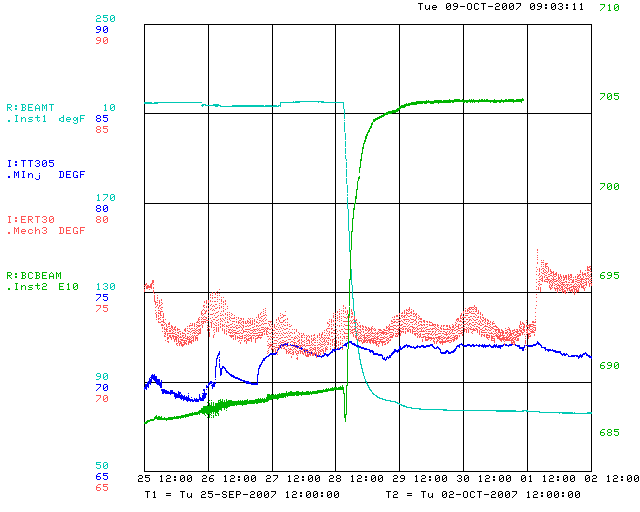 Tue 09-OCT-2007 09:03:11
710
250
90
90
R:BEAMT 10
.Inst1 degF 85
85
705
I:TT305
.MInj DEGF
170
80
80
700
I:ERT30
.Mech3 DEGF
R:BCBEAM
.Inst2 E10
130
75
75
695
90
70
70
690
685
50
65
65
25 12:00 26 12:00 27 12:00 28 12:00 29 12:00 30 12:00 01 12:00 02 12:00
T1 = Tu 25-SEP-2007 12:00:00 T2 = Tu 02-OCT-2007 12:00:00